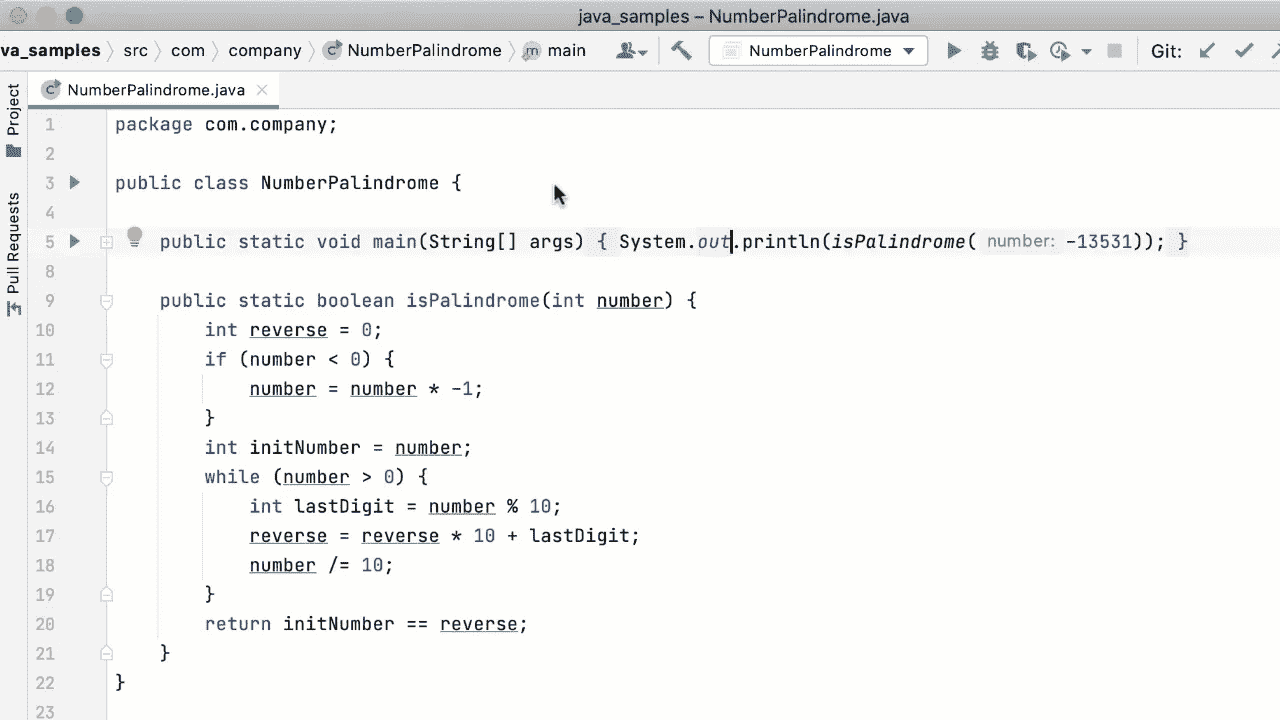 java_samples – NumberPalindrome.java
va_samples src com company NumberPalindrome main NumberPalindrome Git:
Project
Pull Requests
NumberPalindrome.java
1 package com.company;
2
3 public class NumberPalindrome {
4
5 public static void main(String[] args) { System.out.println(isPalindrome( number: -13531)); }
8
9 public static boolean isPalindrome(int number) {
10 int reverse = 0;
11 if (number < 0) {
12 number = number * -1;
13 }
14 int initNumber = number;
15 while (number > 0) {
16 int lastDigit = number % 10;
17 reverse = reverse * 10 + lastDigit;
18 number /= 10;
19 }
20 return initNumber == reverse;
21 }
22 }
23